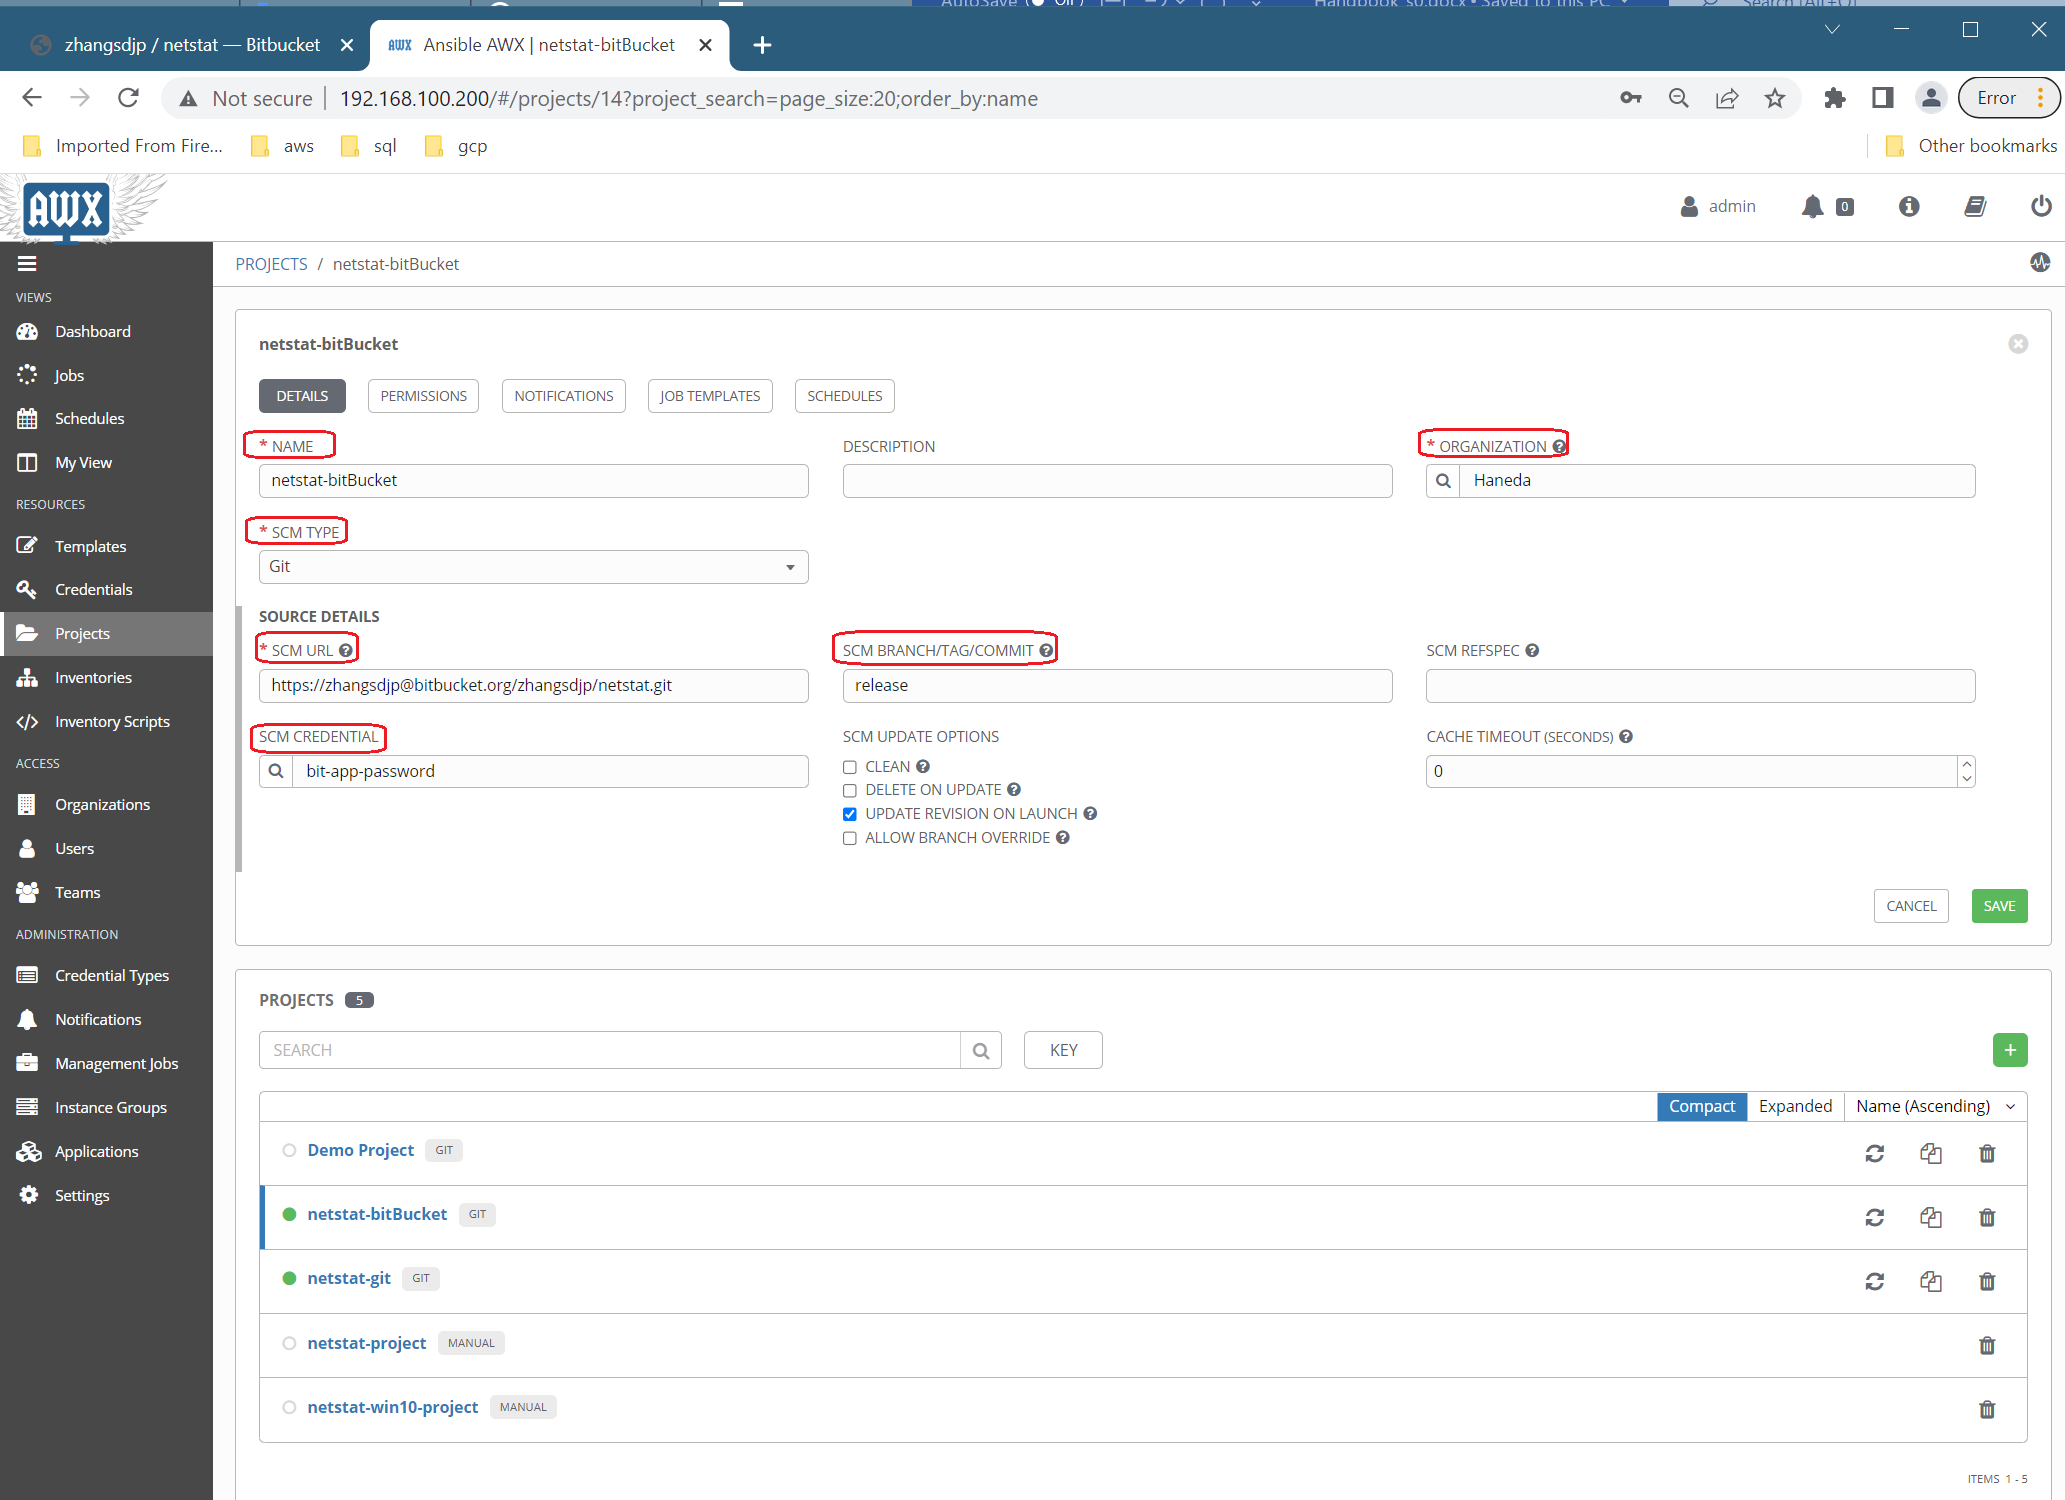 zhangsdjp / netstat — Bitbucket
AWX Ansible AWX | netstat-bitBucket
Not secure 192.168.100.200/#/projects/14?project_search=page_size:20;order_by:name Error
Imported From Fire... aws sql gcp Other bookmarks
AWX admin 0
PROJECTS / netstat-bitBucket
VIEWS
Dashboard
Jobs
Schedules
My View
RESOURCES
Templates
Credentials
Projects
Inventories
Inventory Scripts
ACCESS
Organizations
Users
Teams
ADMINISTRATION
Credential Types
Notifications
Management Jobs
Instance Groups
Applications
Settings
netstat-bitBucket
DETAILS PERMISSIONS NOTIFICATIONS JOB TEMPLATES SCHEDULES
* NAME DESCRIPTION * ORGANIZATION
netstat-bitBucket Haneda
* SCM TYPE
Git
SOURCE DETAILS
* SCM URL SCM BRANCH/TAG/COMMIT SCM REFSPEC
https://zhangsdjp@bitbucket.org/zhangsdjp/netstat.git release
SCM CREDENTIAL SCM UPDATE OPTIONS CACHE TIMEOUT (SECONDS)
bit-app-password 0
CLEAN
DELETE ON UPDATE
UPDATE REVISION ON LAUNCH
ALLOW BRANCH OVERRIDE
CANCEL SAVE
PROJECTS 5
SEARCH KEY +
Compact Expanded Name (Ascending)
Demo Project GIT
netstat-bitBucket GIT
netstat-git GIT
netstat-project MANUAL
netstat-win10-project MANUAL
ITEMS 1 - 5